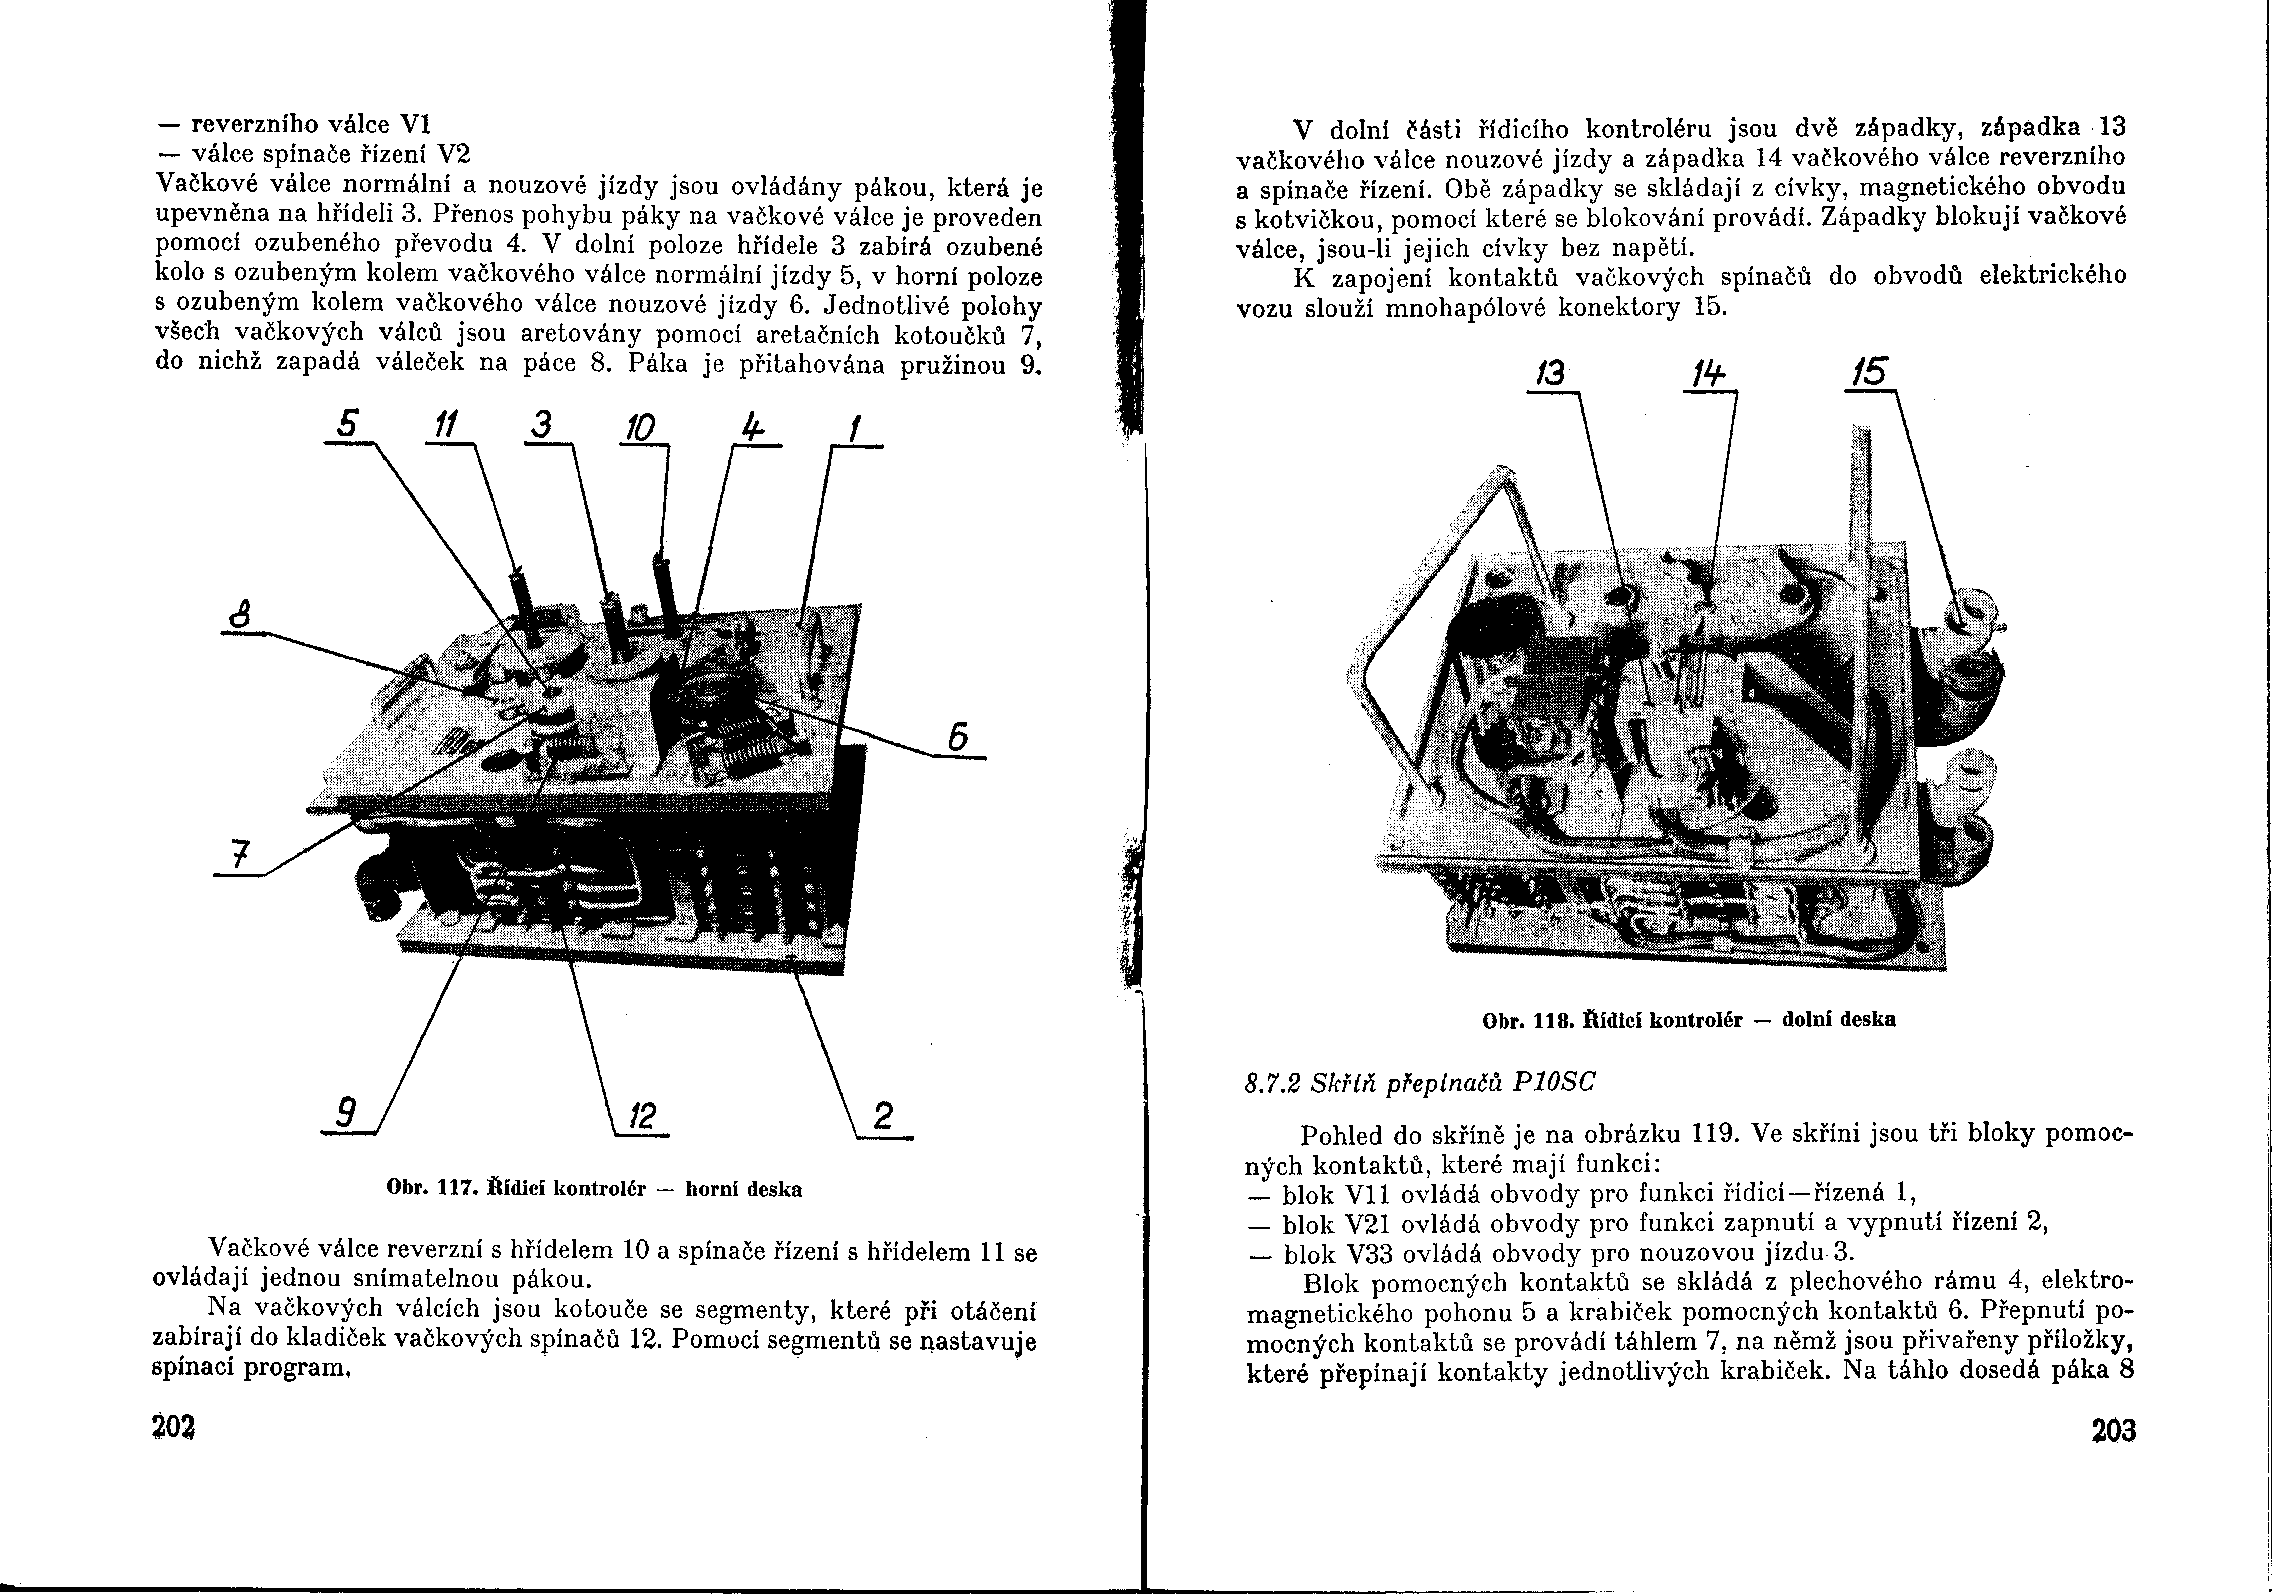 — reverzního válce V1
— válce spínače řízení V2
Vačkové válce normální a nouzové jízdy jsou ovládány pákou, která je
upevněna na hřídeli 3. Přenos pohybu páky na vačkové válce je proveden
pomocí ozubeného převodu 4. V dolní poloze hřídele 3 zabírá ozubené
kolo s ozubeným kolem vačkového válce normální jízdy 5, v horní poloze
s ozubeným kolem vačkového válce nouzové jízdy 6. Jednotlivé polohy
všech vačkových válců jsou aretovány pomocí aretačních kotoučků 7,
do nichž zapadá váleček na páce 8. Páka je přitahována pružinou 9.
5 11 3 10 4 1
8
6
7
9 12 2
Obr. 117. Řídicí kontrolér — horní deska
Vačkové válce reverzní s hřídelem 10 a spínače řízení s hřídelem 11 se
ovládají jednou snímatelnou pákou.
Na vačkových válcích jsou kotouče se segmenty, které při otáčení
zabírají do kladiček vačkových spínačů 12. Pomocí segmentů se nastavuje
spínací program.
202
V dolní části řídicího kontroléru jsou dvě západky, západka 13
vačkového válce nouzové jízdy a západka 14 vačkového válce reverzního
a spínače řízení. Obě západky se skládají z cívky, magnetického obvodu
s kotvičkou, pomocí které se blokování provádí. Západky blokují vačkové
válce, jsou-li jejich cívky bez napětí.
K zapojení kontaktů vačkových spínačů do obvodů elektrického
vozu slouží mnohapólové konektory 15.
13 14 15
Obr. 118. Řídicí kontrolér — dolní deska
8.7.2 Skříň přepínačů P10SC
Pohled do skříně je na obrázku 119. Ve skříni jsou tři bloky pomoc-
ných kontaktů, které mají funkci:
— blok V11 ovládá obvody pro funkci řídicí—řízená 1,
— blok V21 ovládá obvody pro funkci zapnutí a vypnutí řízení 2,
— blok V33 ovládá obvody pro nouzovou jízdu 3.
Blok pomocných kontaktů se skládá z plechového rámu 4, elektro-
magnetického pohonu 5 a krabiček pomocných kontaktů 6. Přepnutí po-
mocných kontaktů se provádí táhlem 7, na němž jsou přivařeny příložky,
které přepínají kontakty jednotlivých krabiček. Na táhlo dosedá páka 8
203